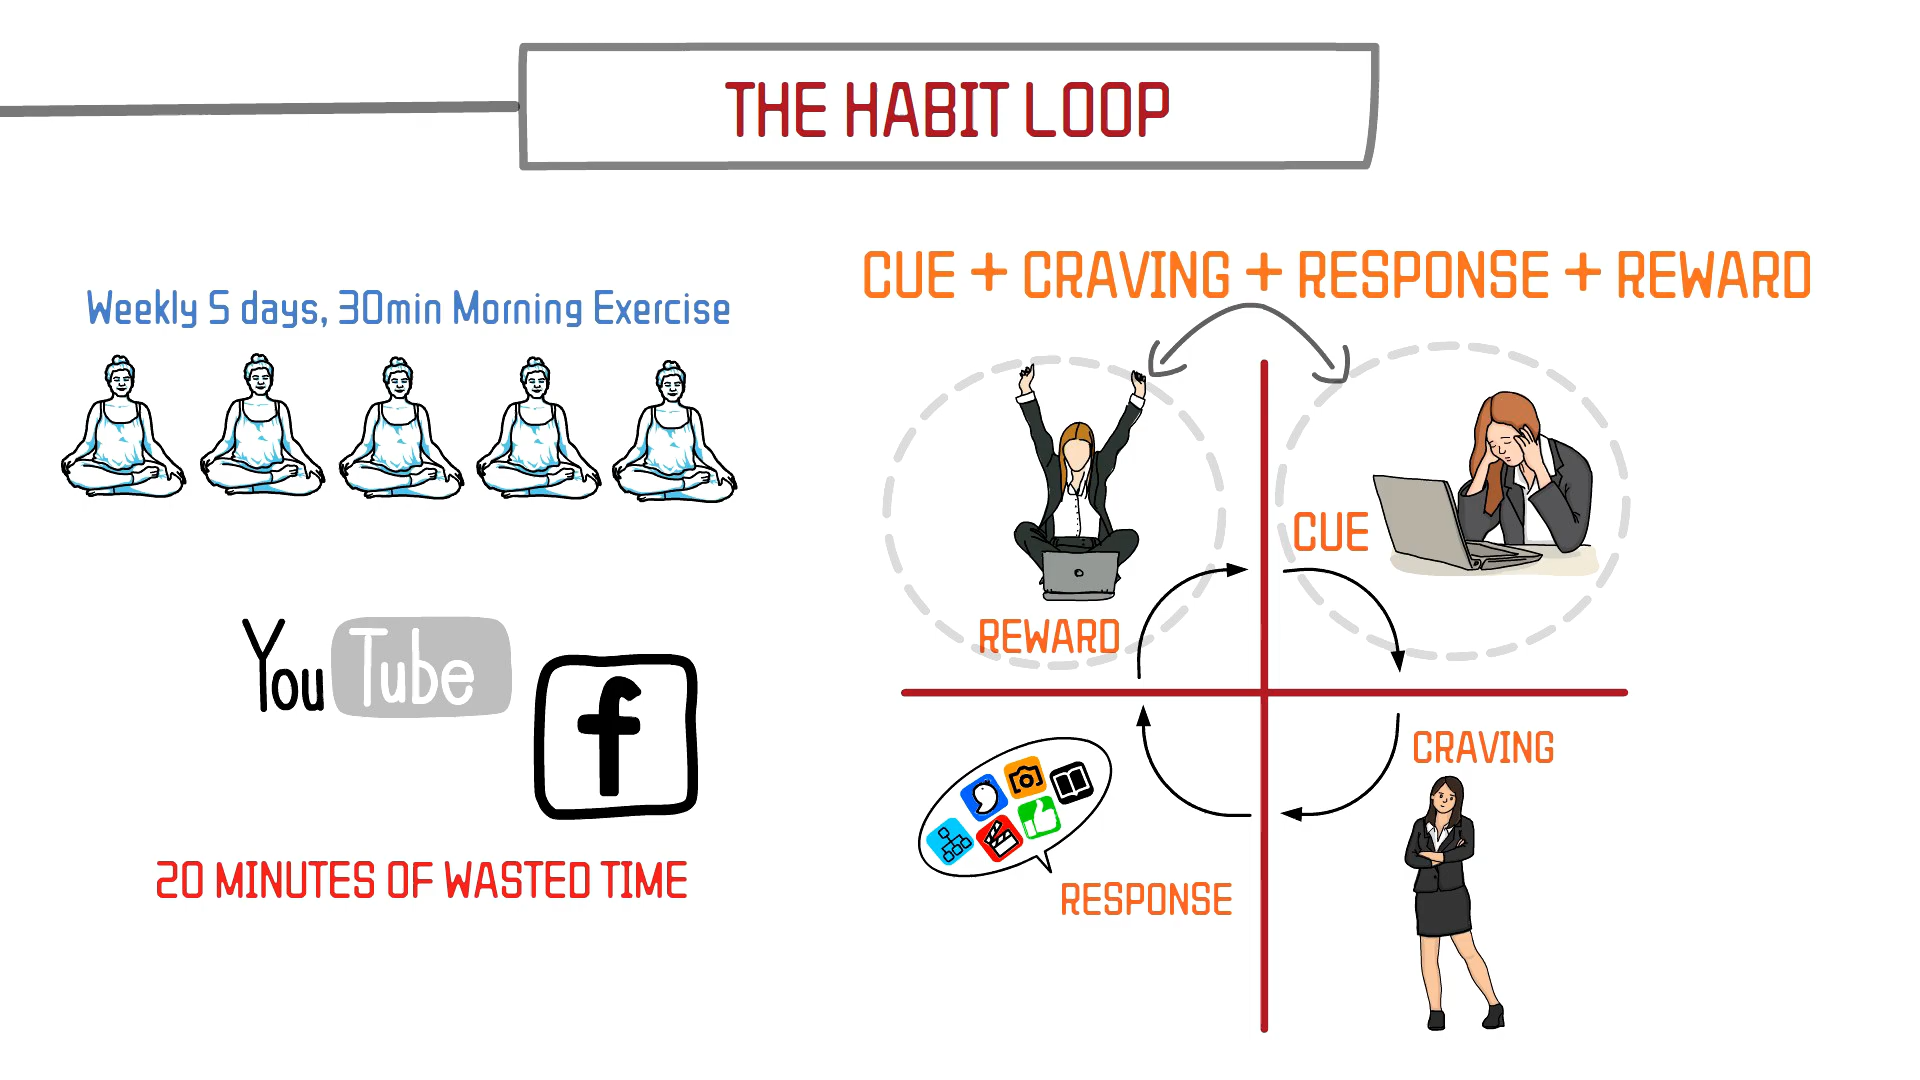 THE HABIT LOOP
Weekly 5 days, 30min Morning Exercise
YouTube
f
20 MINUTES OF WASTED TIME
CUE + CRAVING + RESPONSE + REWARD
CUE
REWARD
CRAVING
RESPONSE